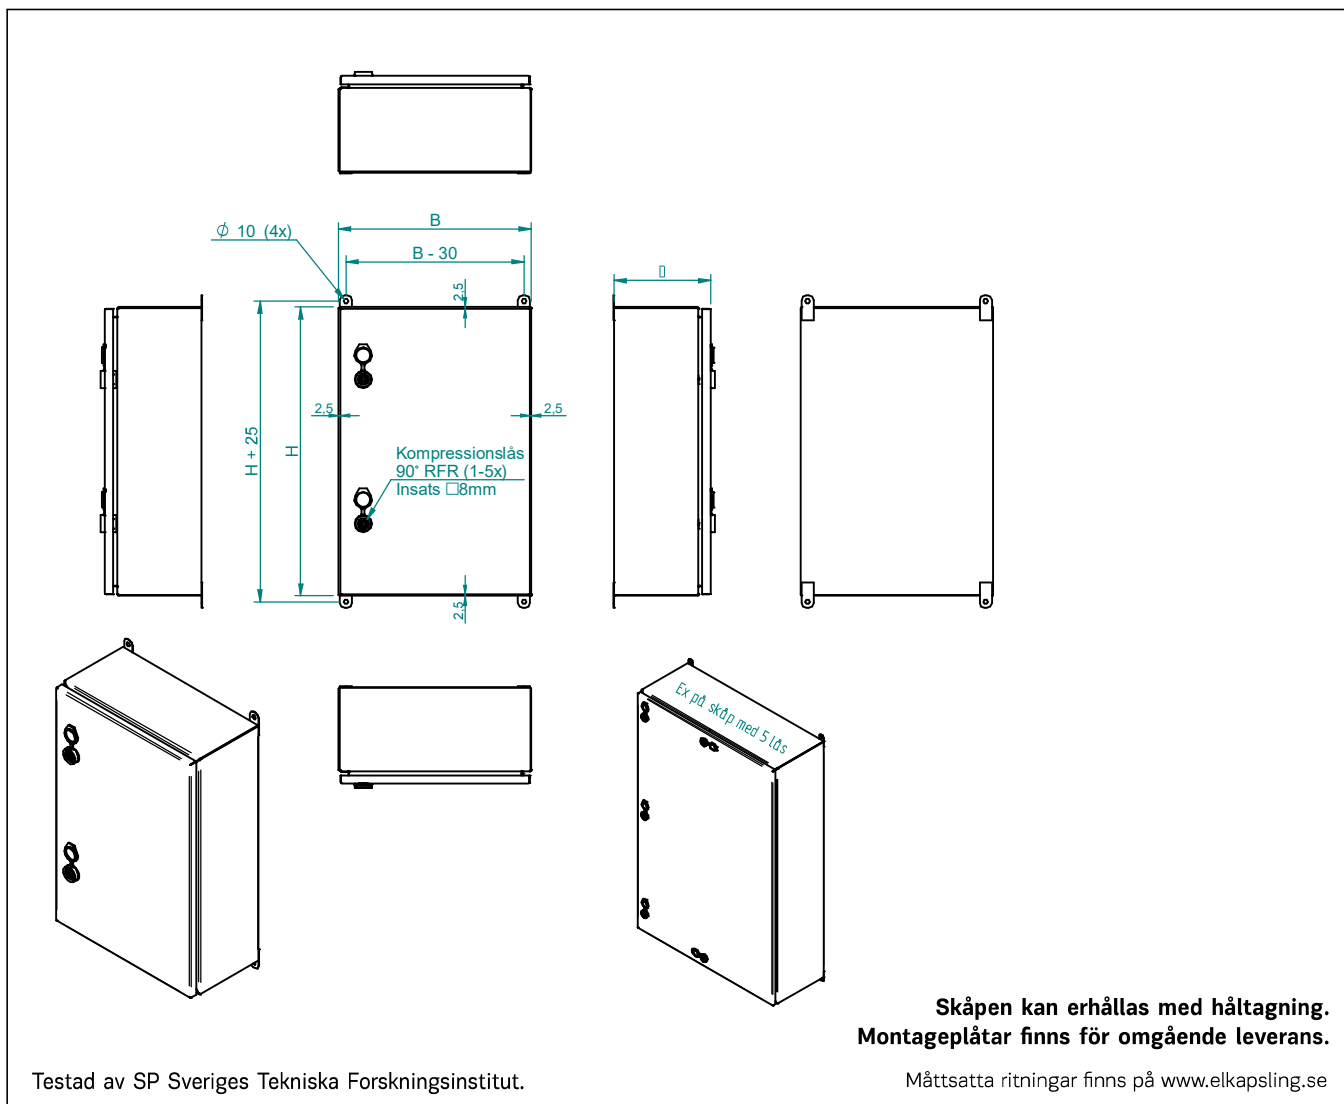 B
⌀ 10 (4x)
B - 30
▯
2,5
2,5
2,5
H + 25
H
Kompressionslås
90° RFR (1-5x)
Insats □8mm
2,5
Ex på skåp med 5 lås
Skåpen kan erhållas med håltagning.
Montageplåtar finns för omgående leverans.
Testad av SP Sveriges Tekniska Forskningsinstitut.
Måttsatta ritningar finns på www.elkapsling.se